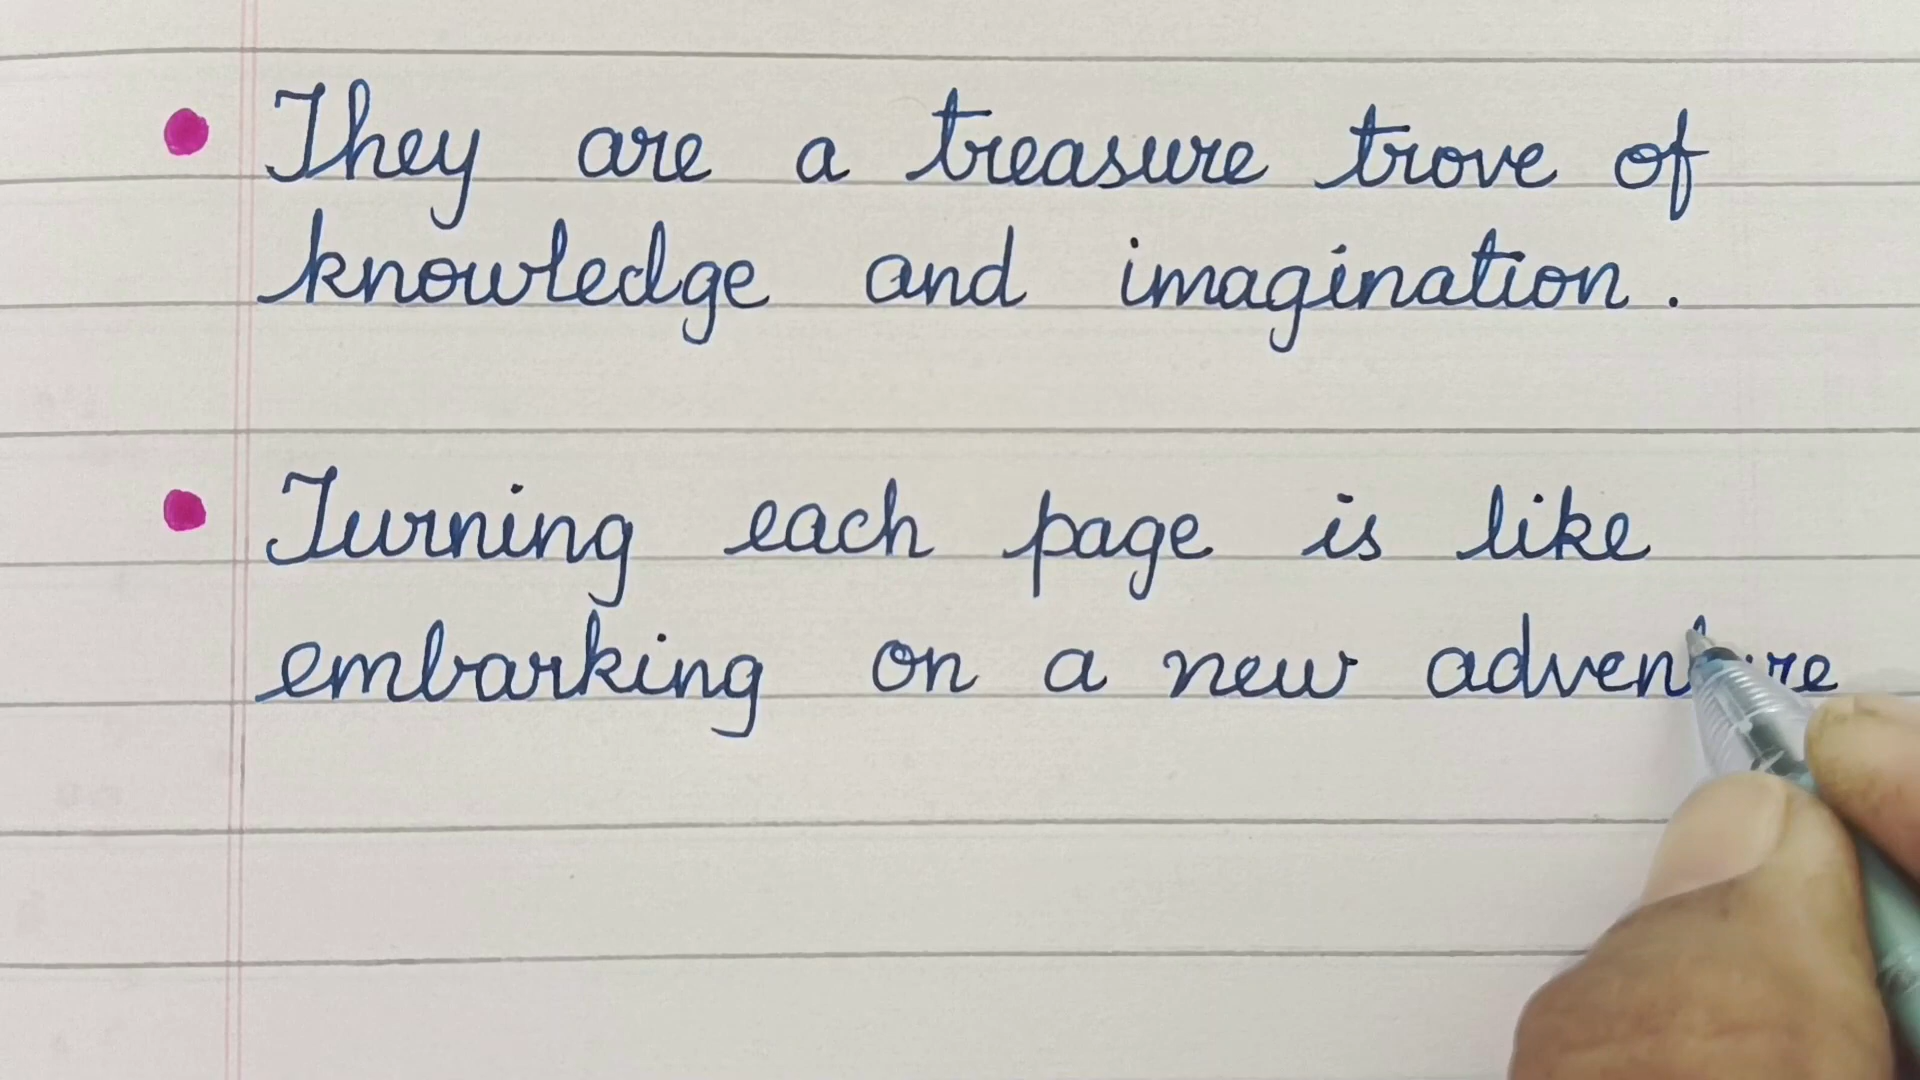 They are a treasure trove of
knowledge and imagination.
Turning each page is like
embarking on a new adventure